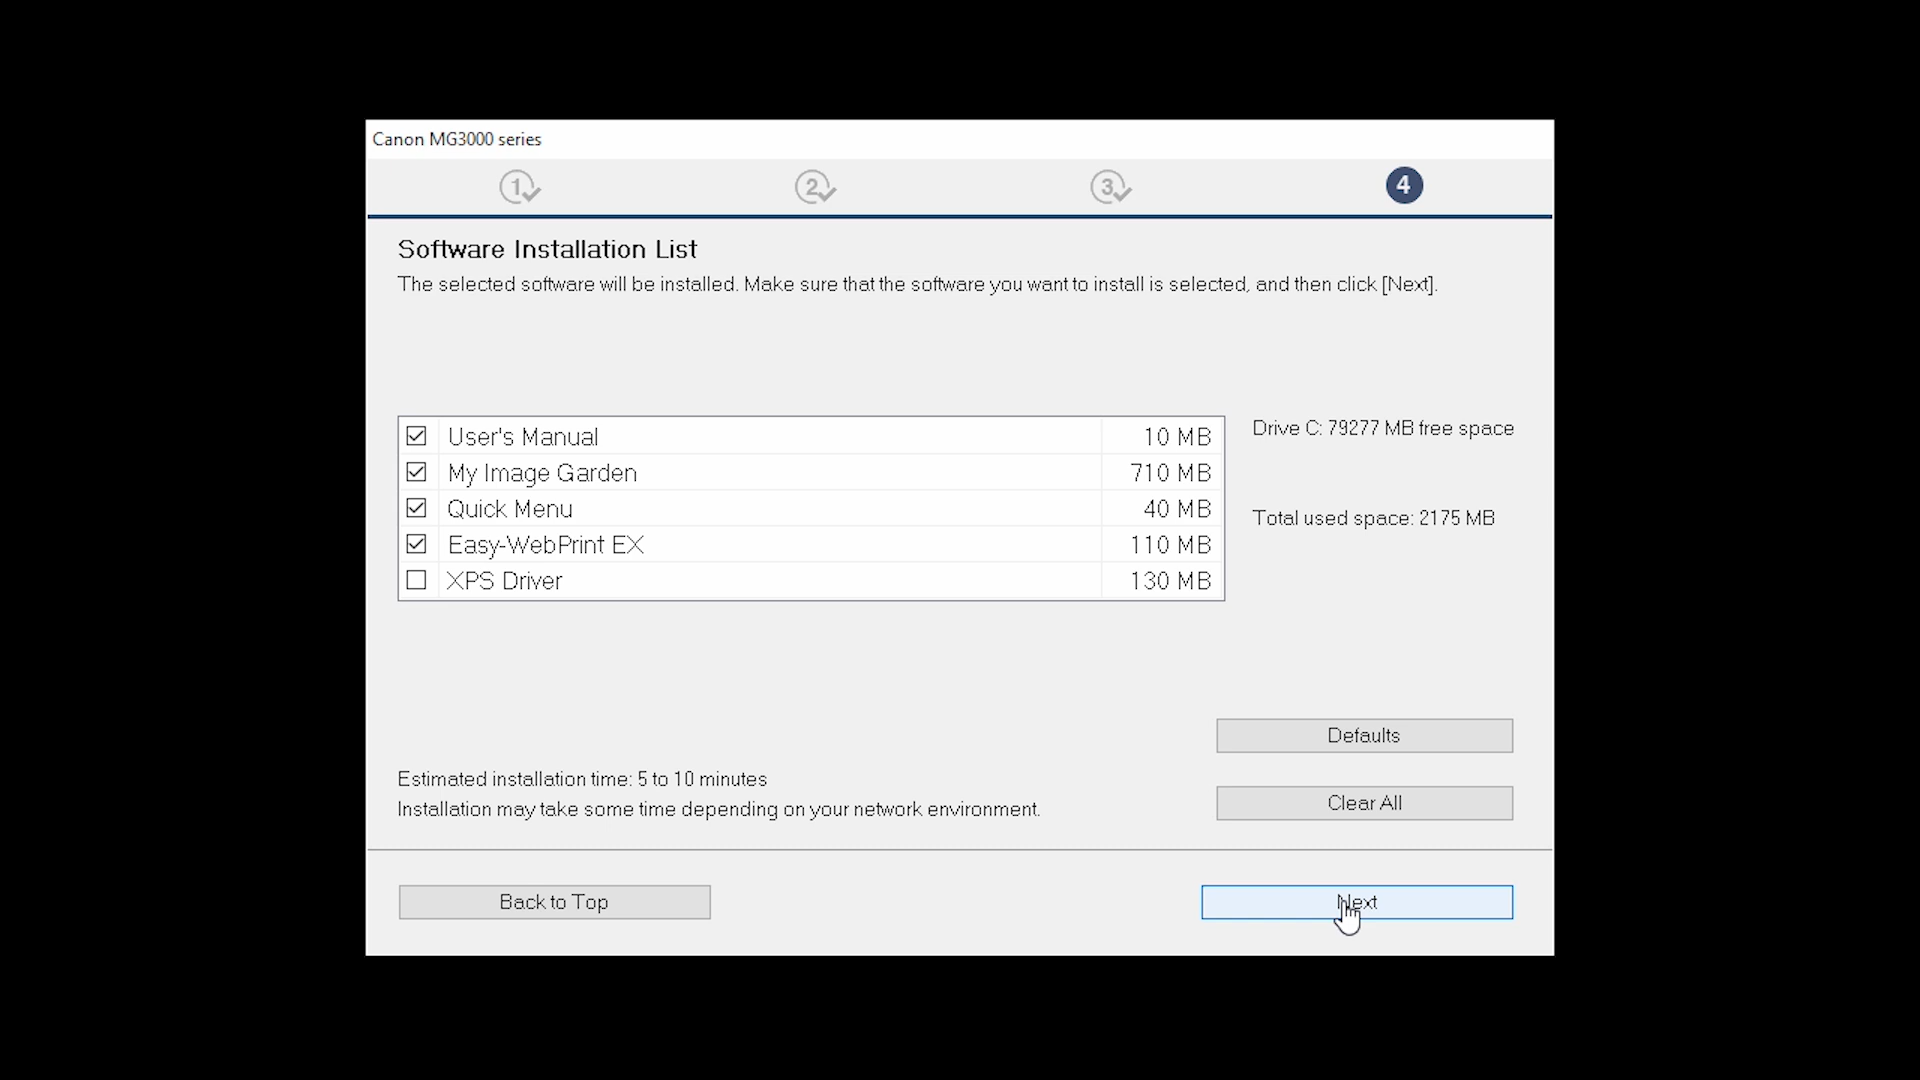 Canon MG3000 series
1 2 3 4
Software Installation List
The selected software will be installed. Make sure that the software you want to install is selected, and then click [Next].
User's Manual 10 MB
My Image Garden 710 MB
Quick Menu 40 MB
Easy-WebPrint EX 110 MB
XPS Driver 130 MB
Drive C: 79277 MB free space
Total used space: 2175 MB
Defaults
Estimated installation time: 5 to 10 minutes
Clear All
Installation may take some time depending on your network environment.
Back to Top
Next